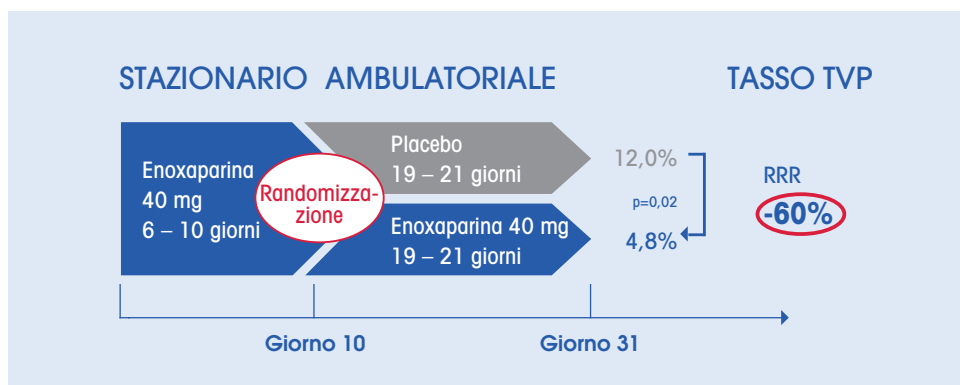 STAZIONARIO AMBULATORIALE TASSO TVP
Enoxaparina
40 mg
6 – 10 giorni
Randomizza-
zione
Placebo
19 – 21 giorni
Enoxaparina 40 mg
19 – 21 giorni
12,0%
p=0,02
4,8%
RRR
-60%
Giorno 10
Giorno 31